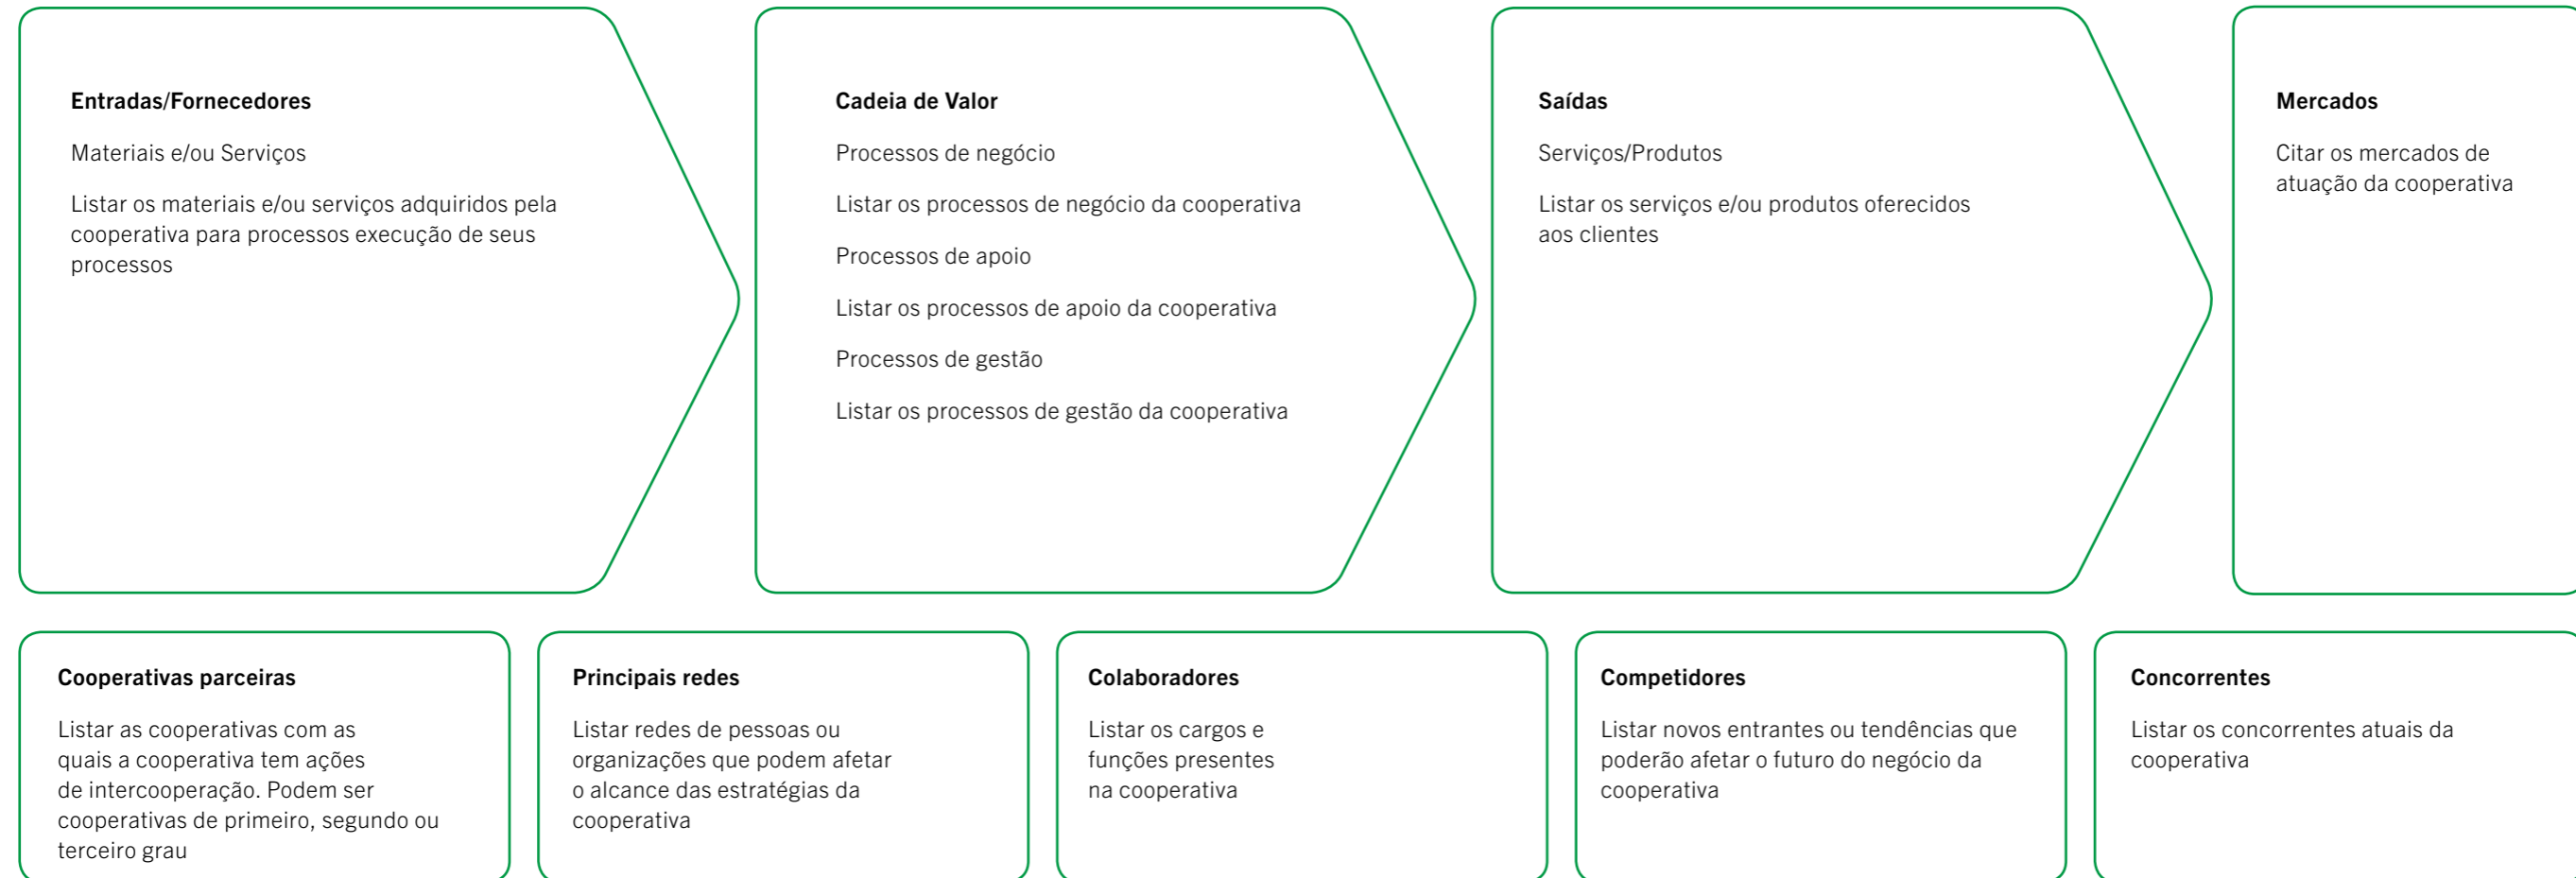 Entradas/Fornecedores
Materiais e/ou Serviços
Listar os materiais e/ou serviços adquiridos pela
cooperativa para processos execução de seus
processos
Cadeia de Valor
Processos de negócio
Listar os processos de negócio da cooperativa
Processos de apoio
Listar os processos de apoio da cooperativa
Processos de gestão
Listar os processos de gestão da cooperativa
Saídas
Serviços/Produtos
Listar os serviços e/ou produtos oferecidos
aos clientes
Mercados
Citar os mercados de
atuação da cooperativa
Cooperativas parceiras
Listar as cooperativas com as
quais a cooperativa tem ações
de intercooperação. Podem ser
cooperativas de primeiro, segundo ou
terceiro grau
Principais redes
Listar redes de pessoas ou
organizações que podem afetar
o alcance das estratégias da
cooperativa
Colaboradores
Listar os cargos e
funções presentes
na cooperativa
Competidores
Listar novos entrantes ou tendências que
poderão afetar o futuro do negócio da
cooperativa
Concorrentes
Listar os concorrentes atuais da
cooperativa